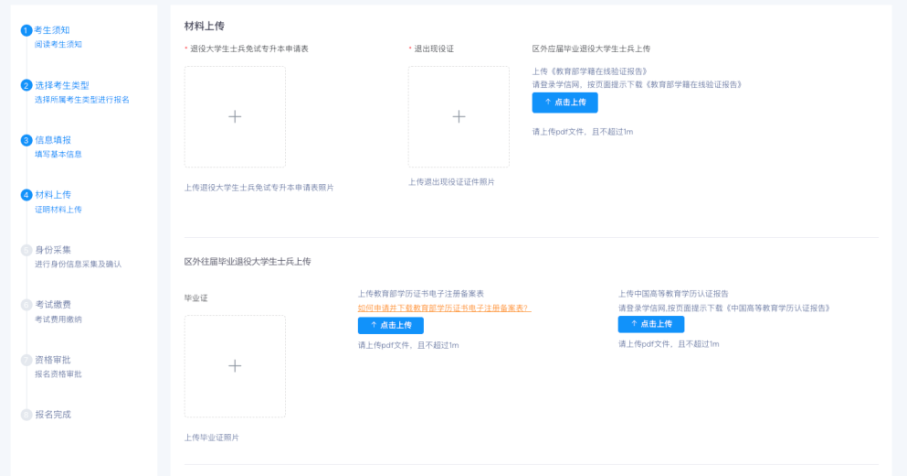 1 考生须知
阅读考生须知
2 选择考生类型
选择所属考生类型进行报名
3 信息填报
填写基本信息
4 材料上传
证明材料上传
5 身份采集
进行身份信息采集及确认
6 考试缴费
考试费用缴纳
7 资格审批
报名资格审批
8 报名完成
材料上传
* 退役大学生士兵免试专升本申请表
上传退役大学生士兵免试专升本申请表照片
* 退出现役证
上传退出现役证证件照片
区外应届毕业退役大学生士兵上传
上传《教育部学籍在线验证报告》
请登录学信网，按页面提示下载《教育部学籍在线验证报告》
点击上传
请上传pdf文件，且不超过1m
区外往届毕业退役大学生士兵上传
毕业证
上传毕业证照片
上传教育部学历证书电子注册备案表
如何申请并下载教育部学历证书电子注册备案表？
点击上传
请上传pdf文件，且不超过1m
上传中国高等教育学历认证报告
请登录学信网,按页面提示下载《中国高等教育学历认证报告》
点击上传
请上传pdf文件，且不超过1m